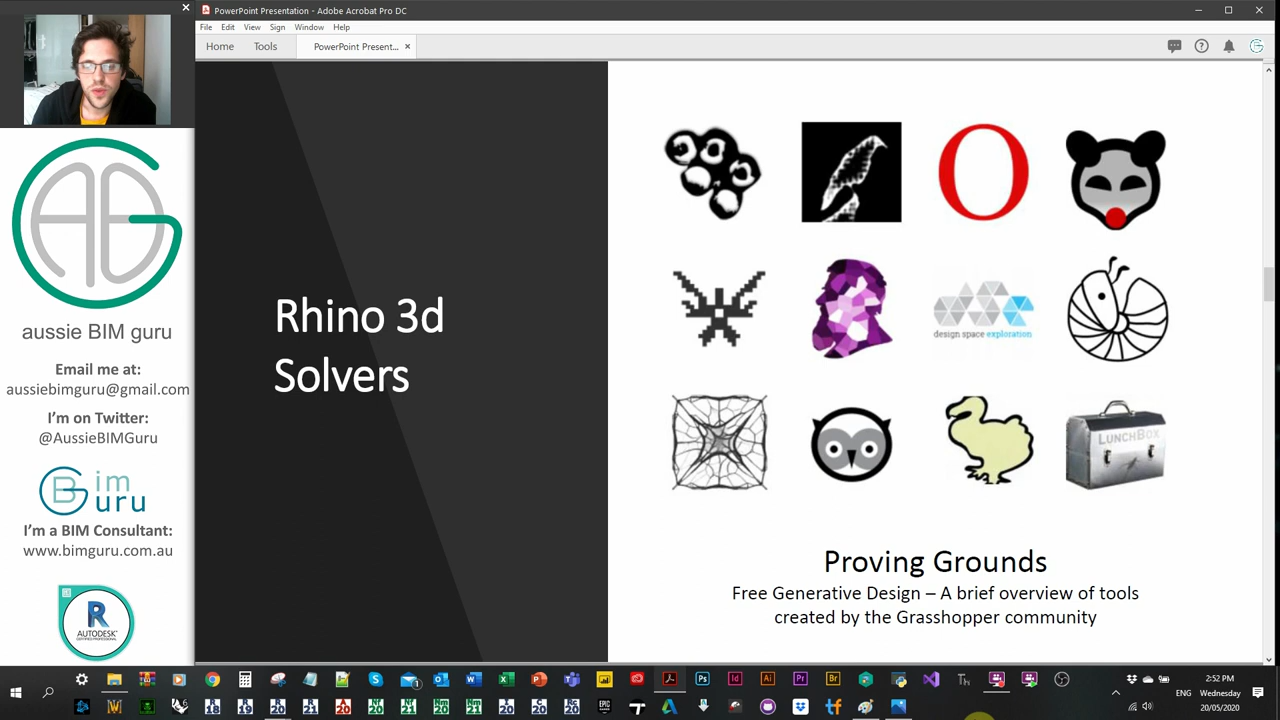 PowerPoint Presentation - Adobe Acrobat Pro DC
File Edit View Sign Window Help
Home Tools PowerPoint Present...
aussie BIM guru
Email me at:
aussiebimguru@gmail.com
I'm on Twitter:
@AussieBIMGuru
Bim
Guru
I'm a BIM Consultant:
www.bimguru.com.au
R
AUTODESK
Rhino 3d
Solvers
O
design space exploration
LUNCHBOX
Proving Grounds
Free Generative Design – A brief overview of tools
created by the Grasshopper community
2:52 PM
ENG Wednesday
20/05/2020